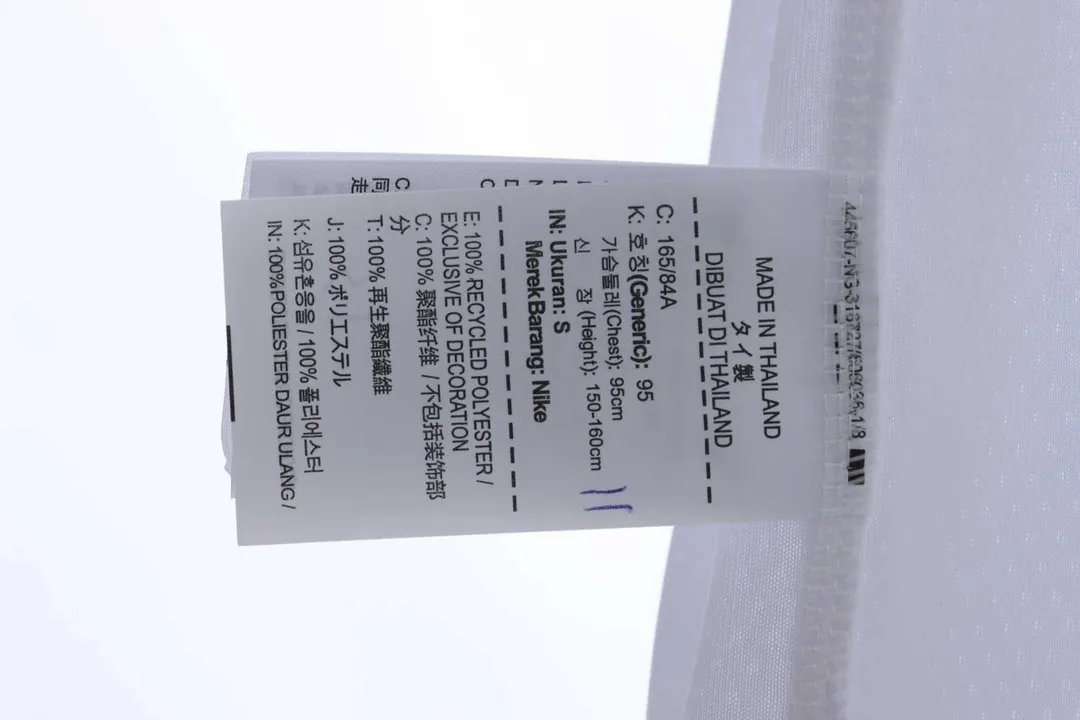 MADE IN THAILAND
タイ製
DIBUAT DI THAILAND
C: 165/84A
K: 호칭(Generic): 95
가슴둘레(Chest): 95cm
신 장 (Height): 150-160cm
IN: Ukuran: S
MerekBarang: Nike
E: 100% RECYCLED POLYESTER /
EXCLUSIVE OF DECORATION
C: 100% 聚酯纤维 / 不包括装饰部
分
T: 100% 再生聚酯纖維
J: 100% ポリエステル
K: 섬유혼용율 / 100% 폴리에스터
IN: 100%POLIESTER DAUR ULANG /